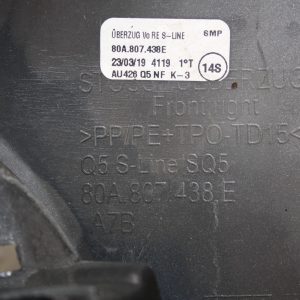 ÜBERZUG Vo RE S-LINE SMP
80A.807.438E
23/03/19 4119 1°T
AU426 Q5 NF K-3 14S
Front right
>PP/PE+TPO-TD15<
Q5 S-Line SQ5
80A.807.438.E
A7B